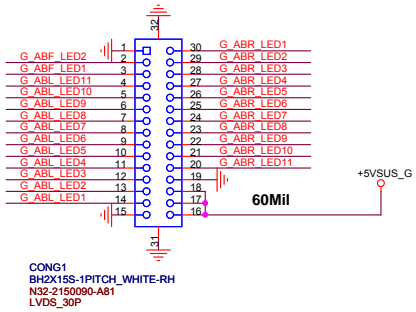 32
1 30 G_ABR_LED1
G_ABF_LED2 2 29 G_ABR_LED2
G_ABF_LED1 3 28 G_ABR_LED3
G_ABL_LED11 4 27 G_ABR_LED4
G_ABL_LED10 5 26 G_ABR_LED5
G_ABL_LED9 6 25 G_ABR_LED6
G_ABL_LED8 7 24 G_ABR_LED7
G_ABL_LED7 8 23 G_ABR_LED8
G_ABL_LED6 9 22 G_ABR_LED9
G_ABL_LED5 10 21 G_ABR_LED10
G_ABL_LED4 11 20 G_ABR_LED11
G_ABL_LED3 12 19
G_ABL_LED2 13 18
G_ABL_LED1 14 17
15 16
+5VSUS_G
60Mil
31
CONG1
BH2X15S-1PITCH_WHITE-RH
N32-2150090-A81
LVDS_30P